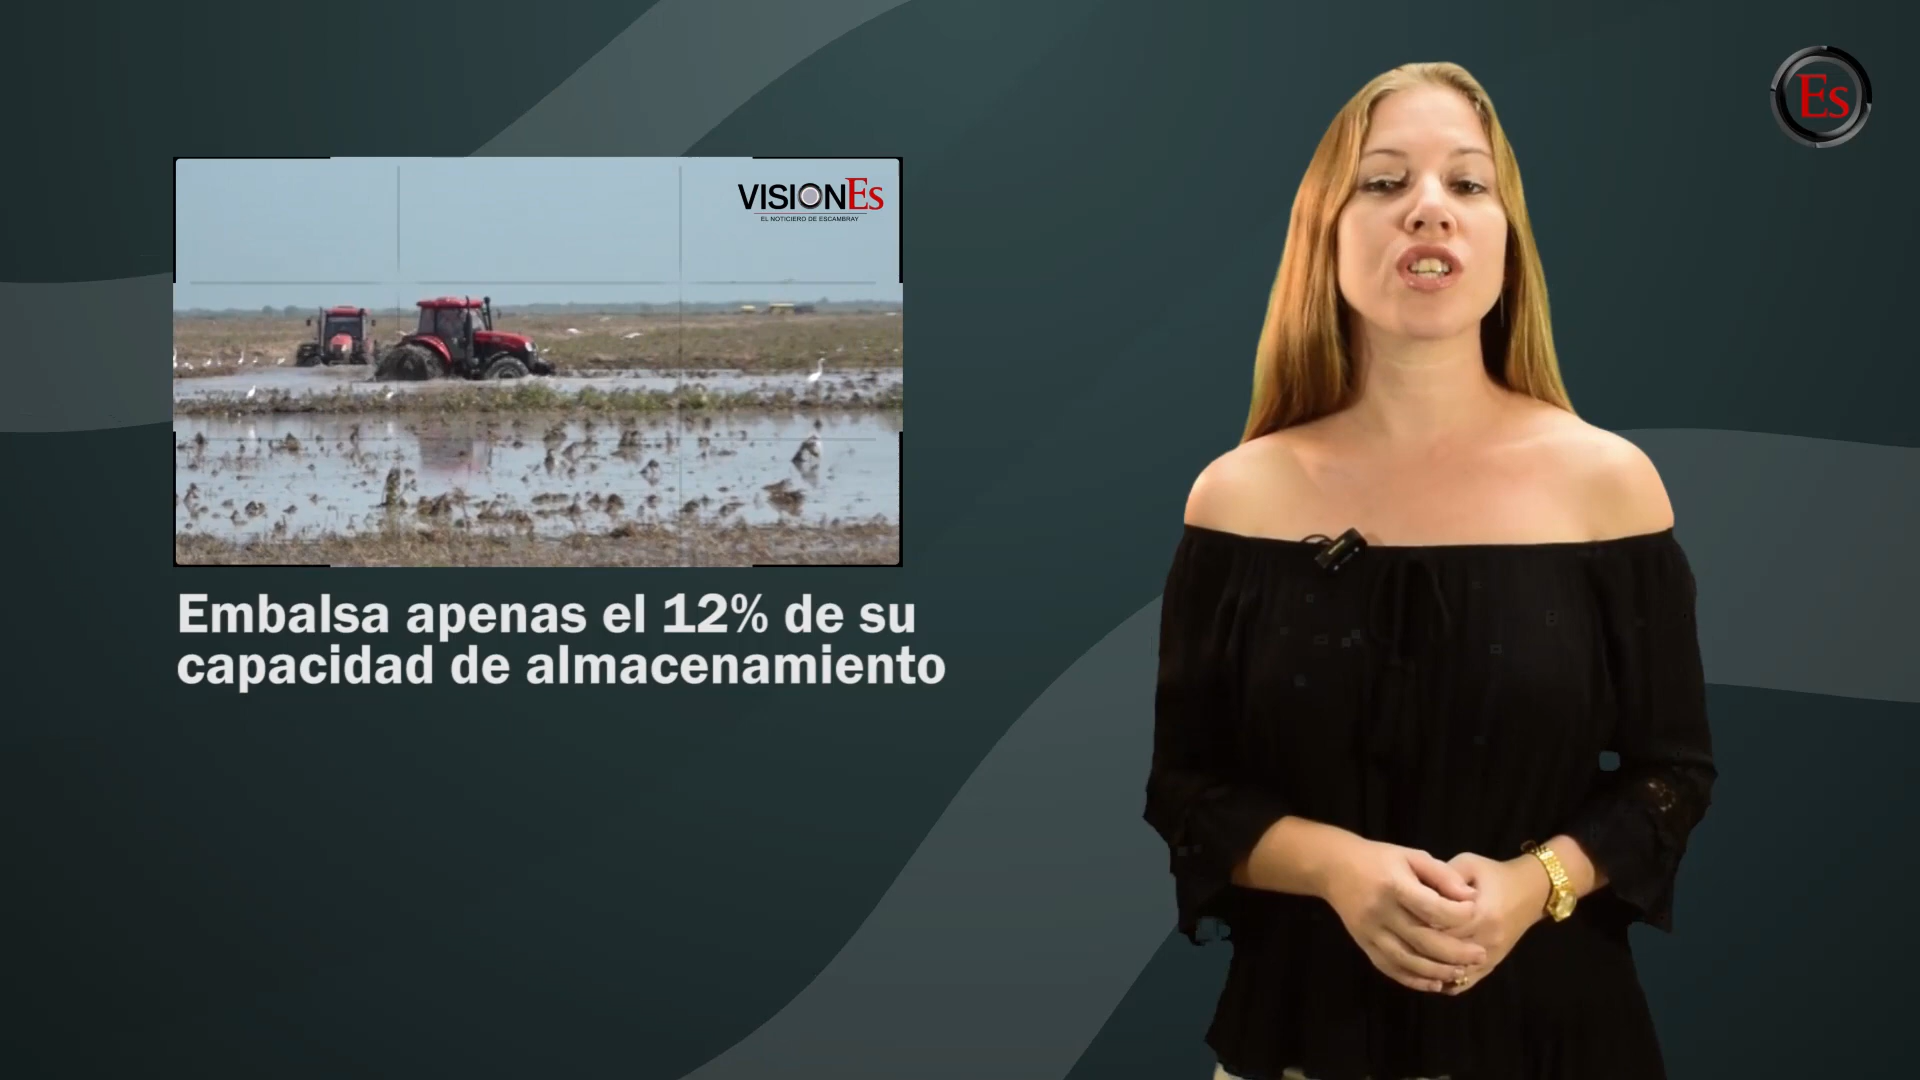 VISIONEs
EL NOTICIERO DE ESCAMBRAY
Es
Embalsa apenas el 12% de su
capacidad de almacenamiento